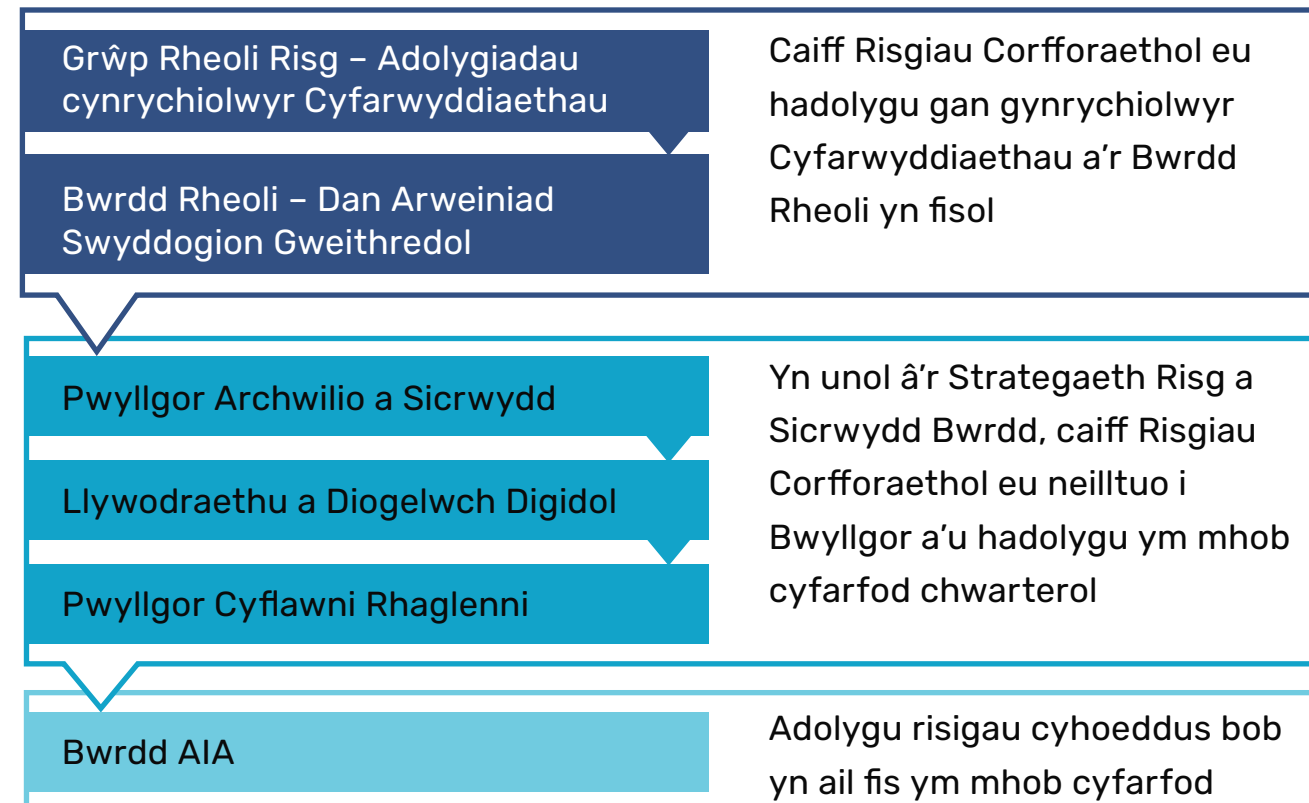 Grŵp Rheoli Risg – Adolygiadau
cynrychiolwyr Cyfarwyddiaethau
Bwrdd Rheoli – Dan Arweiniad
Swyddogion Gweithredol
Caiff Risgiau Corfforaethol eu
hadolygu gan gynrychiolwyr
Cyfarwyddiaethau a’r Bwrdd
Rheoli yn fisol
Pwyllgor Archwilio a Sicrwydd
Llywodraethu a Diogelwch Digidol
Pwyllgor Cyflawni Rhaglenni
Yn unol â’r Strategaeth Risg a
Sicrwydd Bwrdd, caiff Risgiau
Corfforaethol eu neilltuo i
Bwyllgor a’u hadolygu ym mhob
cyfarfod chwarterol
Bwrdd AIA
Adolygu risigau cyhoeddus bob
yn ail fis ym mhob cyfarfod